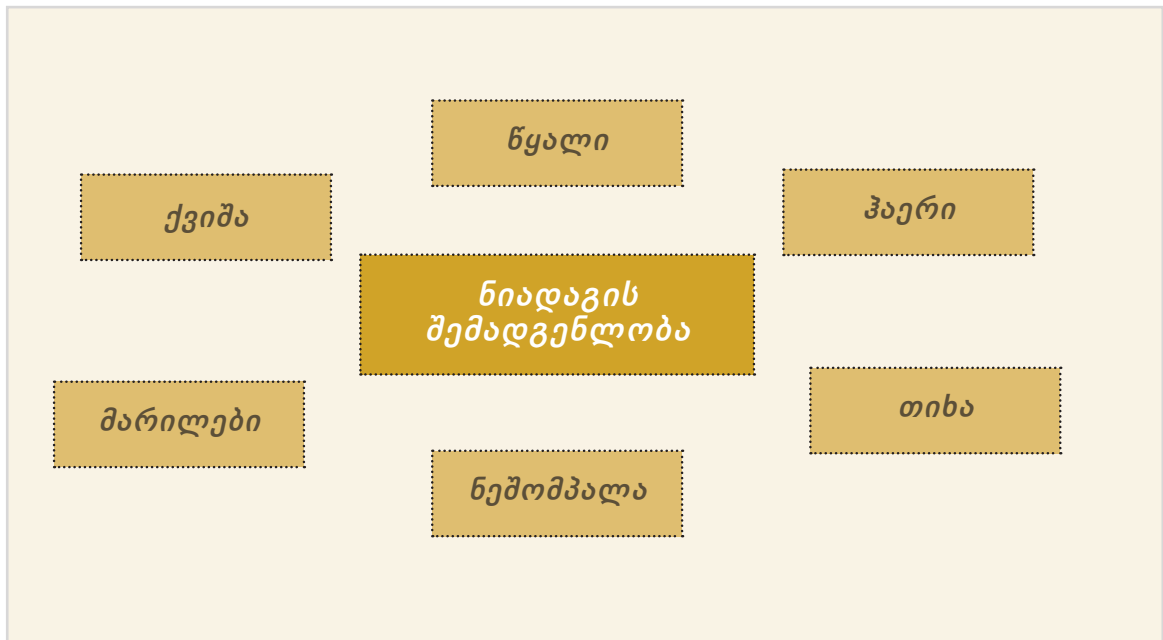 წყალი
ქვიშა
ჰაერი
ნიადაგის
შემადგენლობა
მარილები
თიხა
ნეშომპალა